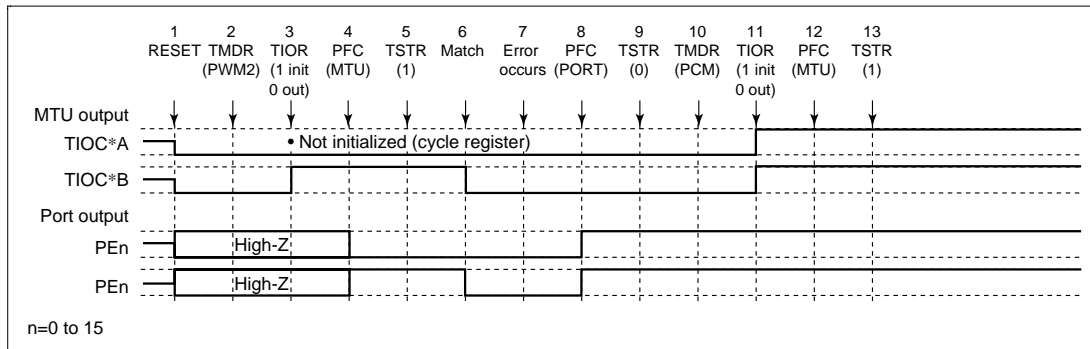 1 2 3 4 5 6 7 8 9 10 11 12 13
RESET TMDR TIOR PFC TSTR Match Error PFC TSTR TMDR TIOR PFC TSTR
(PWM2) (1 init (MTU) (1) occurs (PORT) (0) (PCM) (1 init (MTU) (1)
0 out) 0 out)
MTU output
TIOC*A
• Not initialized (cycle register)
TIOC*B
Port output
PEn
High-Z
PEn
High-Z
n=0 to 15